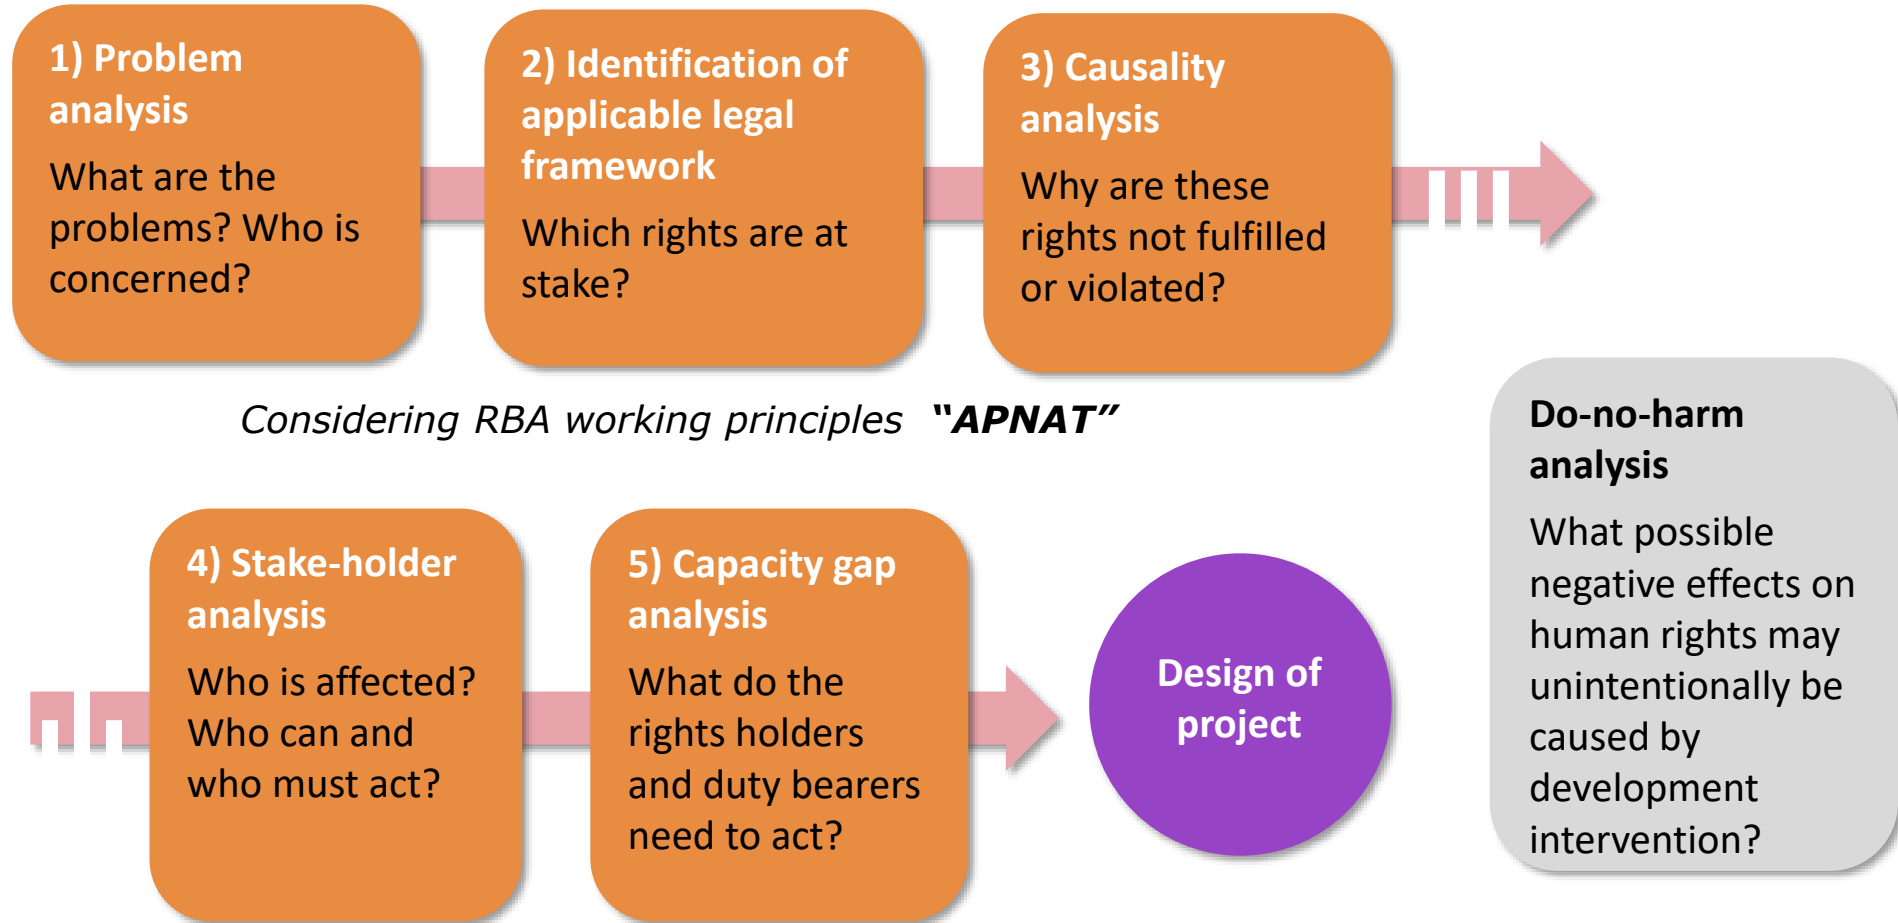 1) Problem
analysis
What are the
problems? Who is
concerned?
2) Identification of
applicable legal
framework
Which rights are at
stake?
3) Causality
analysis
Why are these
rights not fulfilled
or violated?
Considering RBA working principles “APNAT”
4) Stake-holder
analysis
Who is affected?
Who can and
who must act?
5) Capacity gap
analysis
What do the
rights holders
and duty bearers
need to act?
Design of
project
Do-no-harm
analysis
What possible
negative effects on
human rights may
unintentionally be
caused by
development
intervention?